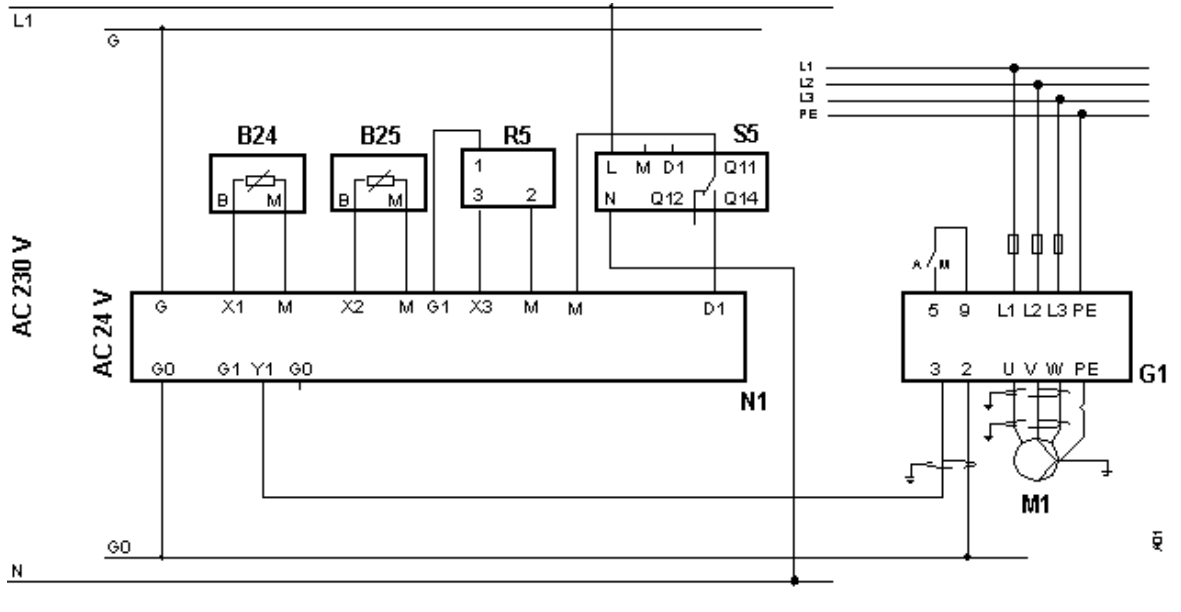 L1
G
L1
L2
L3
PE
B24 B25 R5 S5
B M
B M
1
3 2
L M D1 Q11
N Q12 Q14
AC 230 V
AC 24 V
A M
G X1 M X2 M G1 X3 M M D1
G0 G1 Y1 G0
N1
5 9 L1 L2 L3 PE
3 2 U V W PE
G1
M1
G0
N
A01